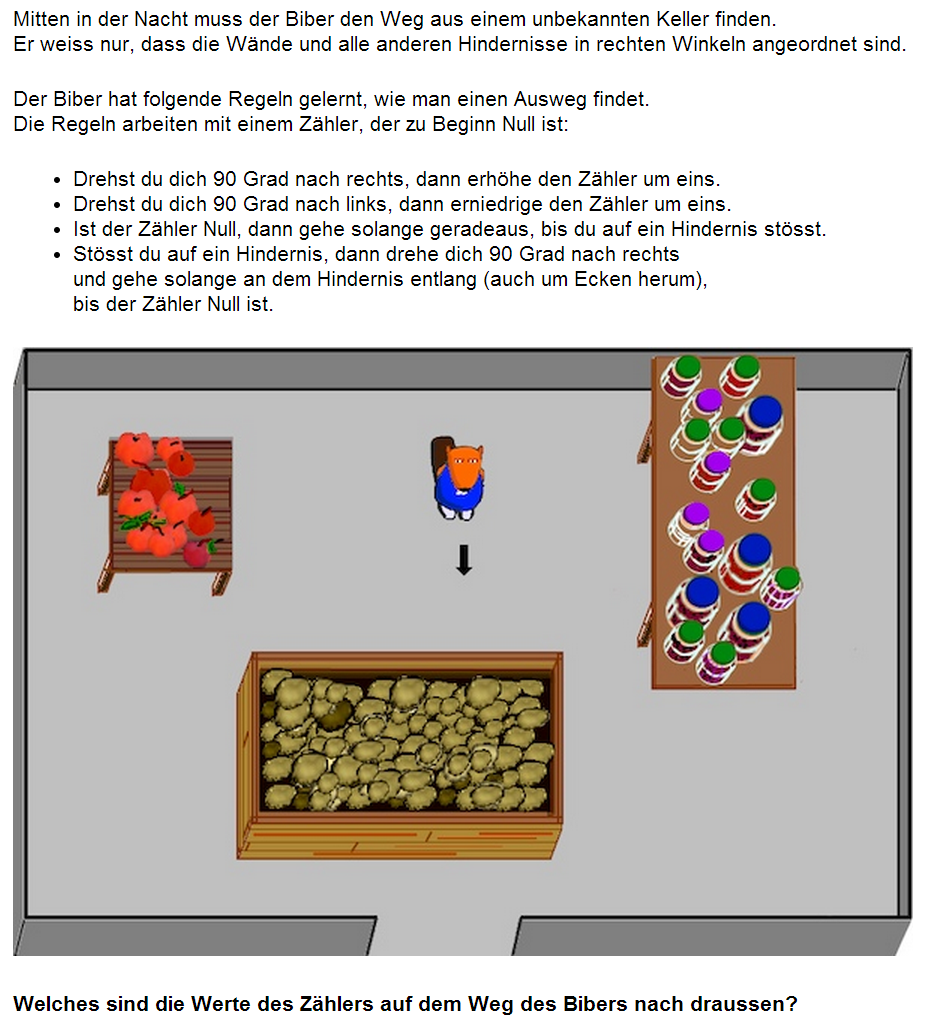 Mitten in der Nacht muss der Biber den Weg aus einem unbekannten Keller finden.
Er weiss nur, dass die Wände und alle anderen Hindernisse in rechten Winkeln angeordnet sind.
Der Biber hat folgende Regeln gelernt, wie man einen Ausweg findet.
Die Regeln arbeiten mit einem Zähler, der zu Beginn Null ist:
• Drehst du dich 90 Grad nach rechts, dann erhöhe den Zähler um eins.
• Drehst du dich 90 Grad nach links, dann erniedrige den Zähler um eins.
• Ist der Zähler Null, dann gehe solange geradeaus, bis du auf ein Hindernis stösst.
• Stösst du auf ein Hindernis, dann drehe dich 90 Grad nach rechts
und gehe solange an dem Hindernis entlang (auch um Ecken herum),
bis der Zähler Null ist.
Welches sind die Werte des Zählers auf dem Weg des Bibers nach draussen?